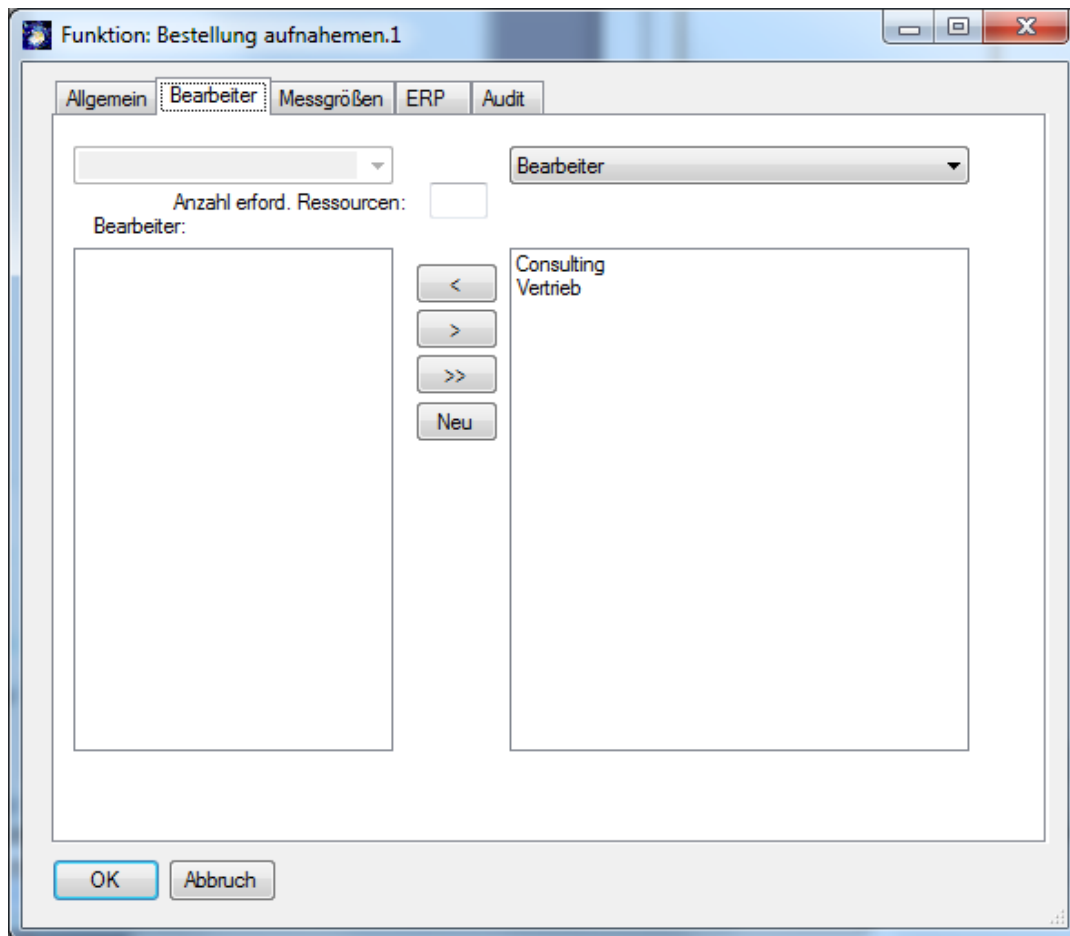 Funktion: Bestellung aufnahemen.1
X
Allgemein Bearbeiter Messgrößen ERP Audit
Bearbeiter
Anzahl erford. Ressourcen:
Bearbeiter:
Consulting
Vertrieb
<
>
>>
Neu
OK Abbruch